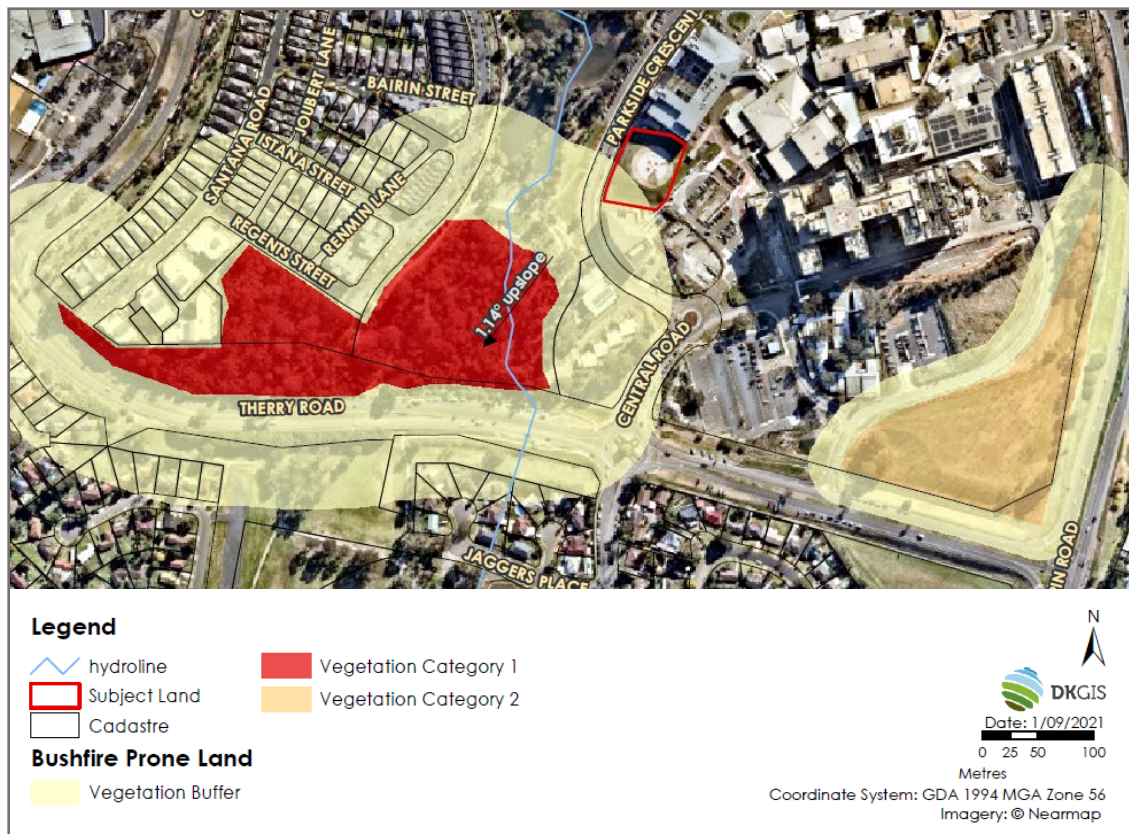 PARKSIDE CRESCENT
JOUBERT LANE
BAIRIN STREET
SANTANA ROAD
ISTANA STREET
RENMIN LANE
REGENTS STREET
1.14° upslope
THERRY ROAD
CENTRAL ROAD
JAGGERS PLACE
IN ROAD
Legend
hydroline
Subject Land
Cadastre
Bushfire Prone Land
Vegetation Buffer
Vegetation Category 1
Vegetation Category 2
N
DKGIS
Date: 1/09/2021
0 25 50 100
Metres
Coordinate System: GDA 1994 MGA Zone 56
Imagery: © Nearmap